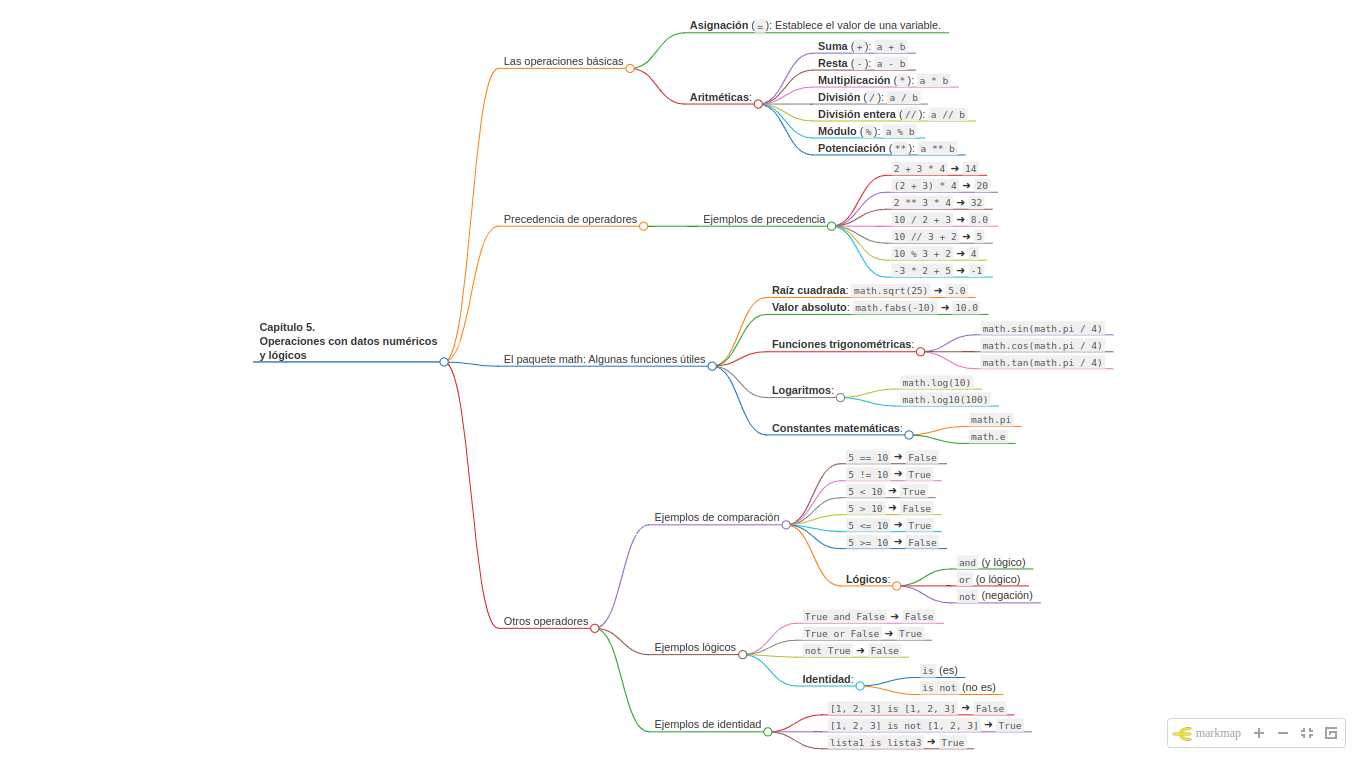 Asignación (=): Establece el valor de una variable.
Las operaciones básicas
Suma (+): a + b
Resta (-): a - b
Multiplicación (*): a * b
Aritméticas:
División (/): a / b
División entera (//): a // b
Módulo (%): a % b
Potenciación (**): a ** b
2 + 3 * 4 ➜ 14
(2 + 3) * 4 ➜ 20
2 ** 3 * 4 ➜ 32
Precedencia de operadores
Ejemplos de precedencia
10 / 2 + 3 ➜ 8.0
10 // 3 + 2 ➜ 5
10 % 3 + 2 ➜ 4
-3 * 2 + 5 ➜ -1
Capítulo 5.
Operaciones con datos numéricos
y lógicos
El paquete math: Algunas funciones útiles
Raíz cuadrada: math.sqrt(25) ➜ 5.0
Valor absoluto: math.fabs(-10) ➜ 10.0
Funciones trigonométricas:
math.sin(math.pi / 4)
math.cos(math.pi / 4)
math.tan(math.pi / 4)
Logaritmos:
math.log(10)
math.log10(100)
Constantes matemáticas:
math.pi
math.e
Otros operadores
Ejemplos de comparación
5 == 10 ➜ False
5 != 10 ➜ True
5 < 10 ➜ True
5 > 10 ➜ False
5 <= 10 ➜ True
5 >= 10 ➜ False
Lógicos:
and (y lógico)
or (o lógico)
not (negación)
Ejemplos lógicos
True and False ➜ False
True or False ➜ True
not True ➜ False
Identidad:
is (es)
is not (no es)
Ejemplos de identidad
[1, 2, 3] is [1, 2, 3] ➜ False
[1, 2, 3] is not [1, 2, 3] ➜ True
lista1 is lista3 ➜ True
markmap